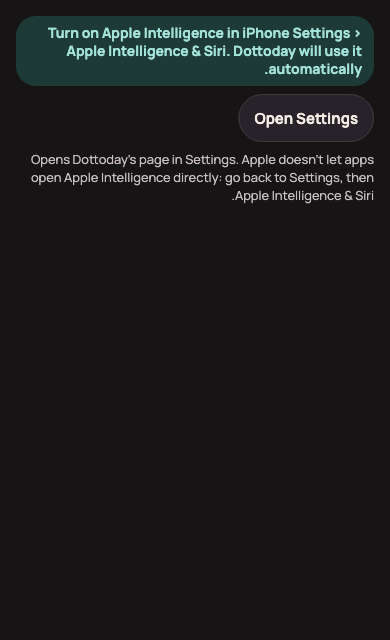 Turn on Apple Intelligence in iPhone Settings ›
Apple Intelligence & Siri. Dottoday will use it
automatically.
Open Settings
Opens Dottoday's page in Settings. Apple doesn't let apps
open Apple Intelligence directly: go back to Settings, then
Apple Intelligence & Siri.